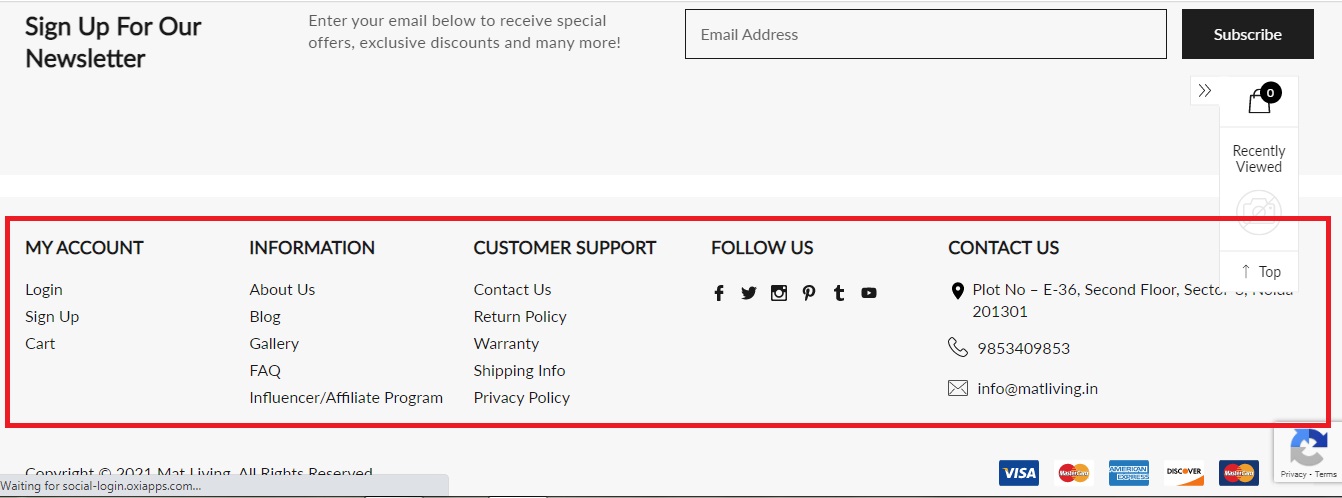 Sign Up For Our
Newsletter
Enter your email below to receive special
offers, exclusive discounts and many more!
Email Address
Subscribe
0
Recently
Viewed
↑ Top
MY ACCOUNT
Login
Sign Up
Cart
INFORMATION
About Us
Blog
Gallery
FAQ
Influencer/Affiliate Program
CUSTOMER SUPPORT
Contact Us
Return Policy
Warranty
Shipping Info
Privacy Policy
FOLLOW US
CONTACT US
Plot No – E-36, Second Floor, Sector
201301
9853409853
info@matliving.in
Copyright © 2021 Mat Living. All Rights Reserved
Waiting for social-login.oxiapps.com...
VISA
MasterCard
AMERICAN
EXPRESS
DISCOVER
MasterCard
Privacy - Terms